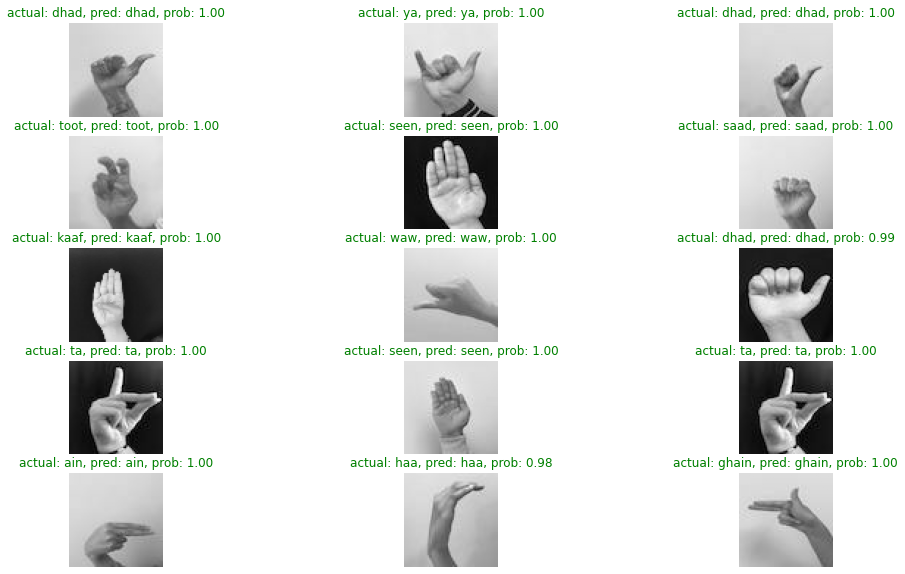 actual: dhad, pred: dhad, prob: 1.00
actual: ya, pred: ya, prob: 1.00
actual: dhad, pred: dhad, prob: 1.00
actual: toot, pred: toot, prob: 1.00
actual: seen, pred: seen, prob: 1.00
actual: saad, pred: saad, prob: 1.00
actual: kaaf, pred: kaaf, prob: 1.00
actual: waw, pred: waw, prob: 1.00
actual: dhad, pred: dhad, prob: 0.99
actual: ta, pred: ta, prob: 1.00
actual: seen, pred: seen, prob: 1.00
actual: ta, pred: ta, prob: 1.00
actual: ain, pred: ain, prob: 1.00
actual: haa, pred: haa, prob: 0.98
actual: ghain, pred: ghain, prob: 1.00